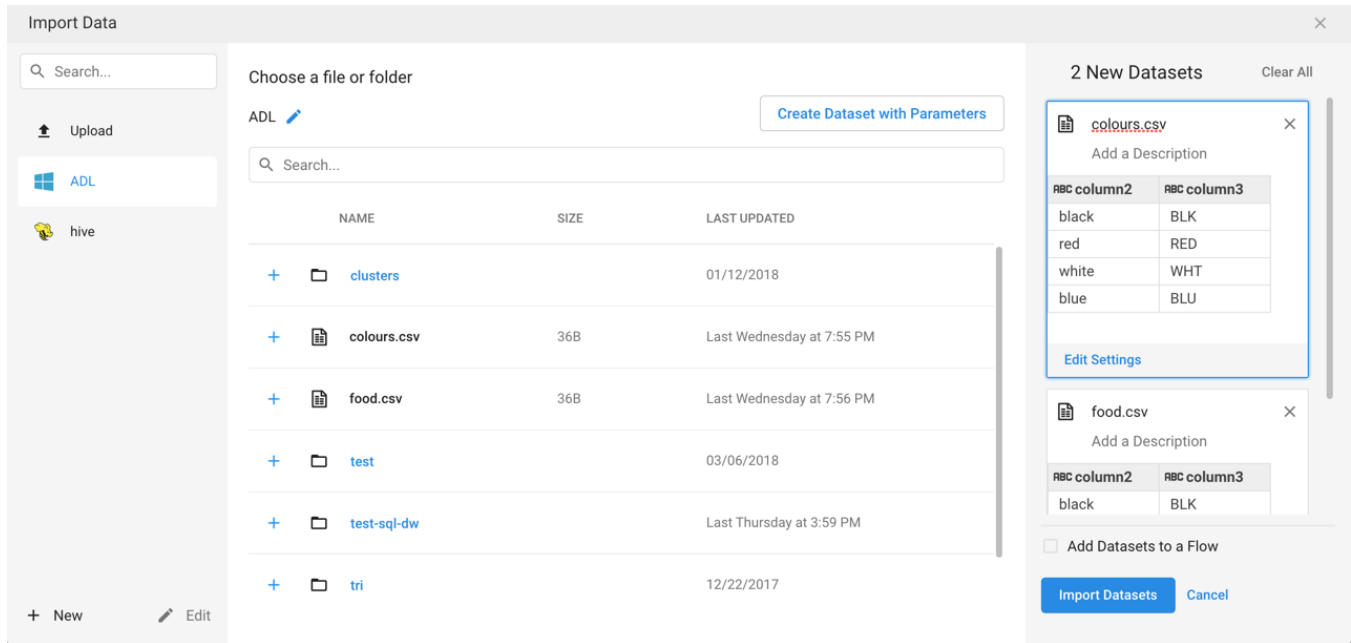 Import Data
Search...
Upload
ADL
hive
+ New
Edit
Choose a file or folder
ADL
Create Dataset with Parameters
Search...
NAME SIZE LAST UPDATED
+ clusters 01/12/2018
+ colours.csv 36B Last Wednesday at 7:55 PM
+ food.csv 36B Last Wednesday at 7:56 PM
+ test 03/06/2018
+ test-sql-dw Last Thursday at 3:59 PM
+ tri 12/22/2017
2 New Datasets Clear All
colours.csv
Add a Description
ABC column2 ABC column3
black BLK
red RED
white WHT
blue BLU
Edit Settings
food.csv
Add a Description
ABC column2 ABC column3
black BLK
Add Datasets to a Flow
Import Datasets Cancel